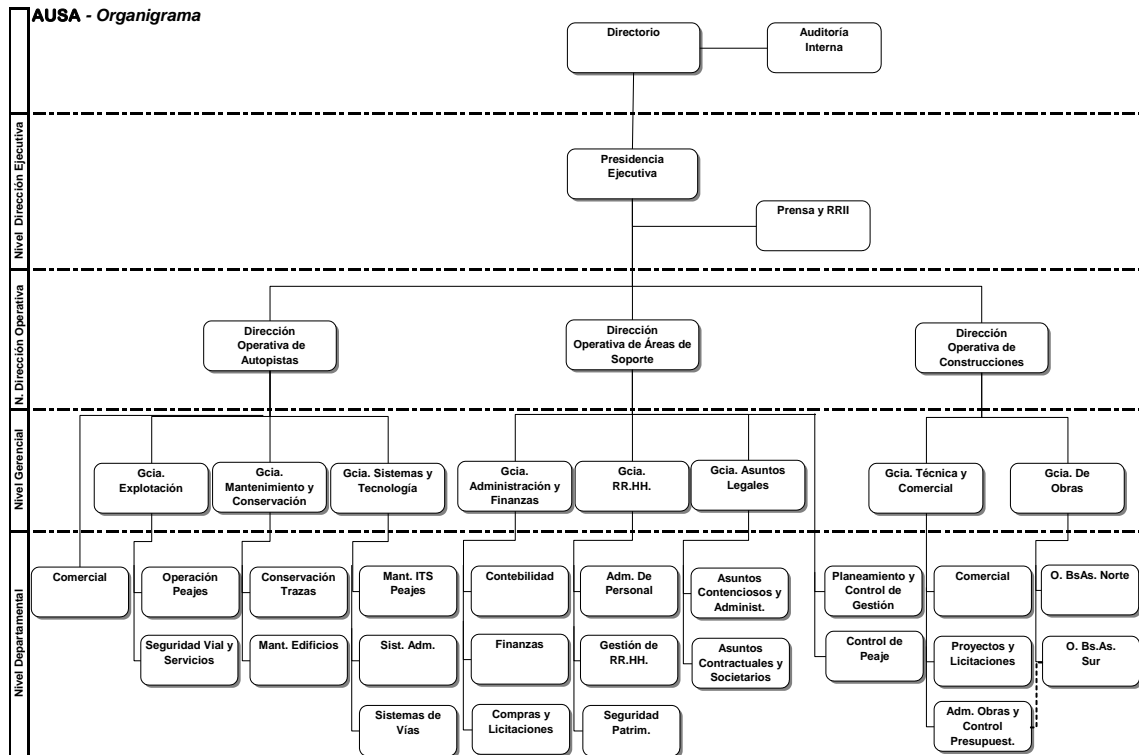 AUSA - Organigrama
Directorio
Auditoría
Interna
Nivel Dirección Ejecutiva
Presidencia
Ejecutiva
Prensa y RRII
N. Dirección Operativa
Dirección
Operativa de
Autopistas
Dirección
Operativa de Áreas de
Soporte
Dirección
Operativa de
Construcciones
Nivel Gerencial
Gcia.
Explotación
Gcia.
Mantenimiento y
Conservación
Gcia. Sistemas y
Tecnología
Gcia.
Administración y
Finanzas
Gcia.
RR.HH.
Gcia. Asuntos
Legales
Gcia. Técnica y
Comercial
Gcia. De
Obras
Nivel Departamental
Comercial
Operación
Peajes
Conservación
Trazas
Mant. ITS
Peajes
Contabilidad
Adm. De
Personal
Asuntos
Contenciosos y
Administ.
Planeamiento y
Control de
Gestión
Comercial
O. BsAs. Norte
Seguridad Vial y
Servicios
Mant. Edificios
Sist. Adm.
Finanzas
Gestión de
RR.HH.
Asuntos
Contractuales y
Societarios
Control de
Peaje
Proyectos y
Licitaciones
O. Bs.As.
Sur
Sistemas de
Vías
Compras y
Licitaciones
Seguridad
Patrim.
Adm. Obras y
Control
Presupuest.